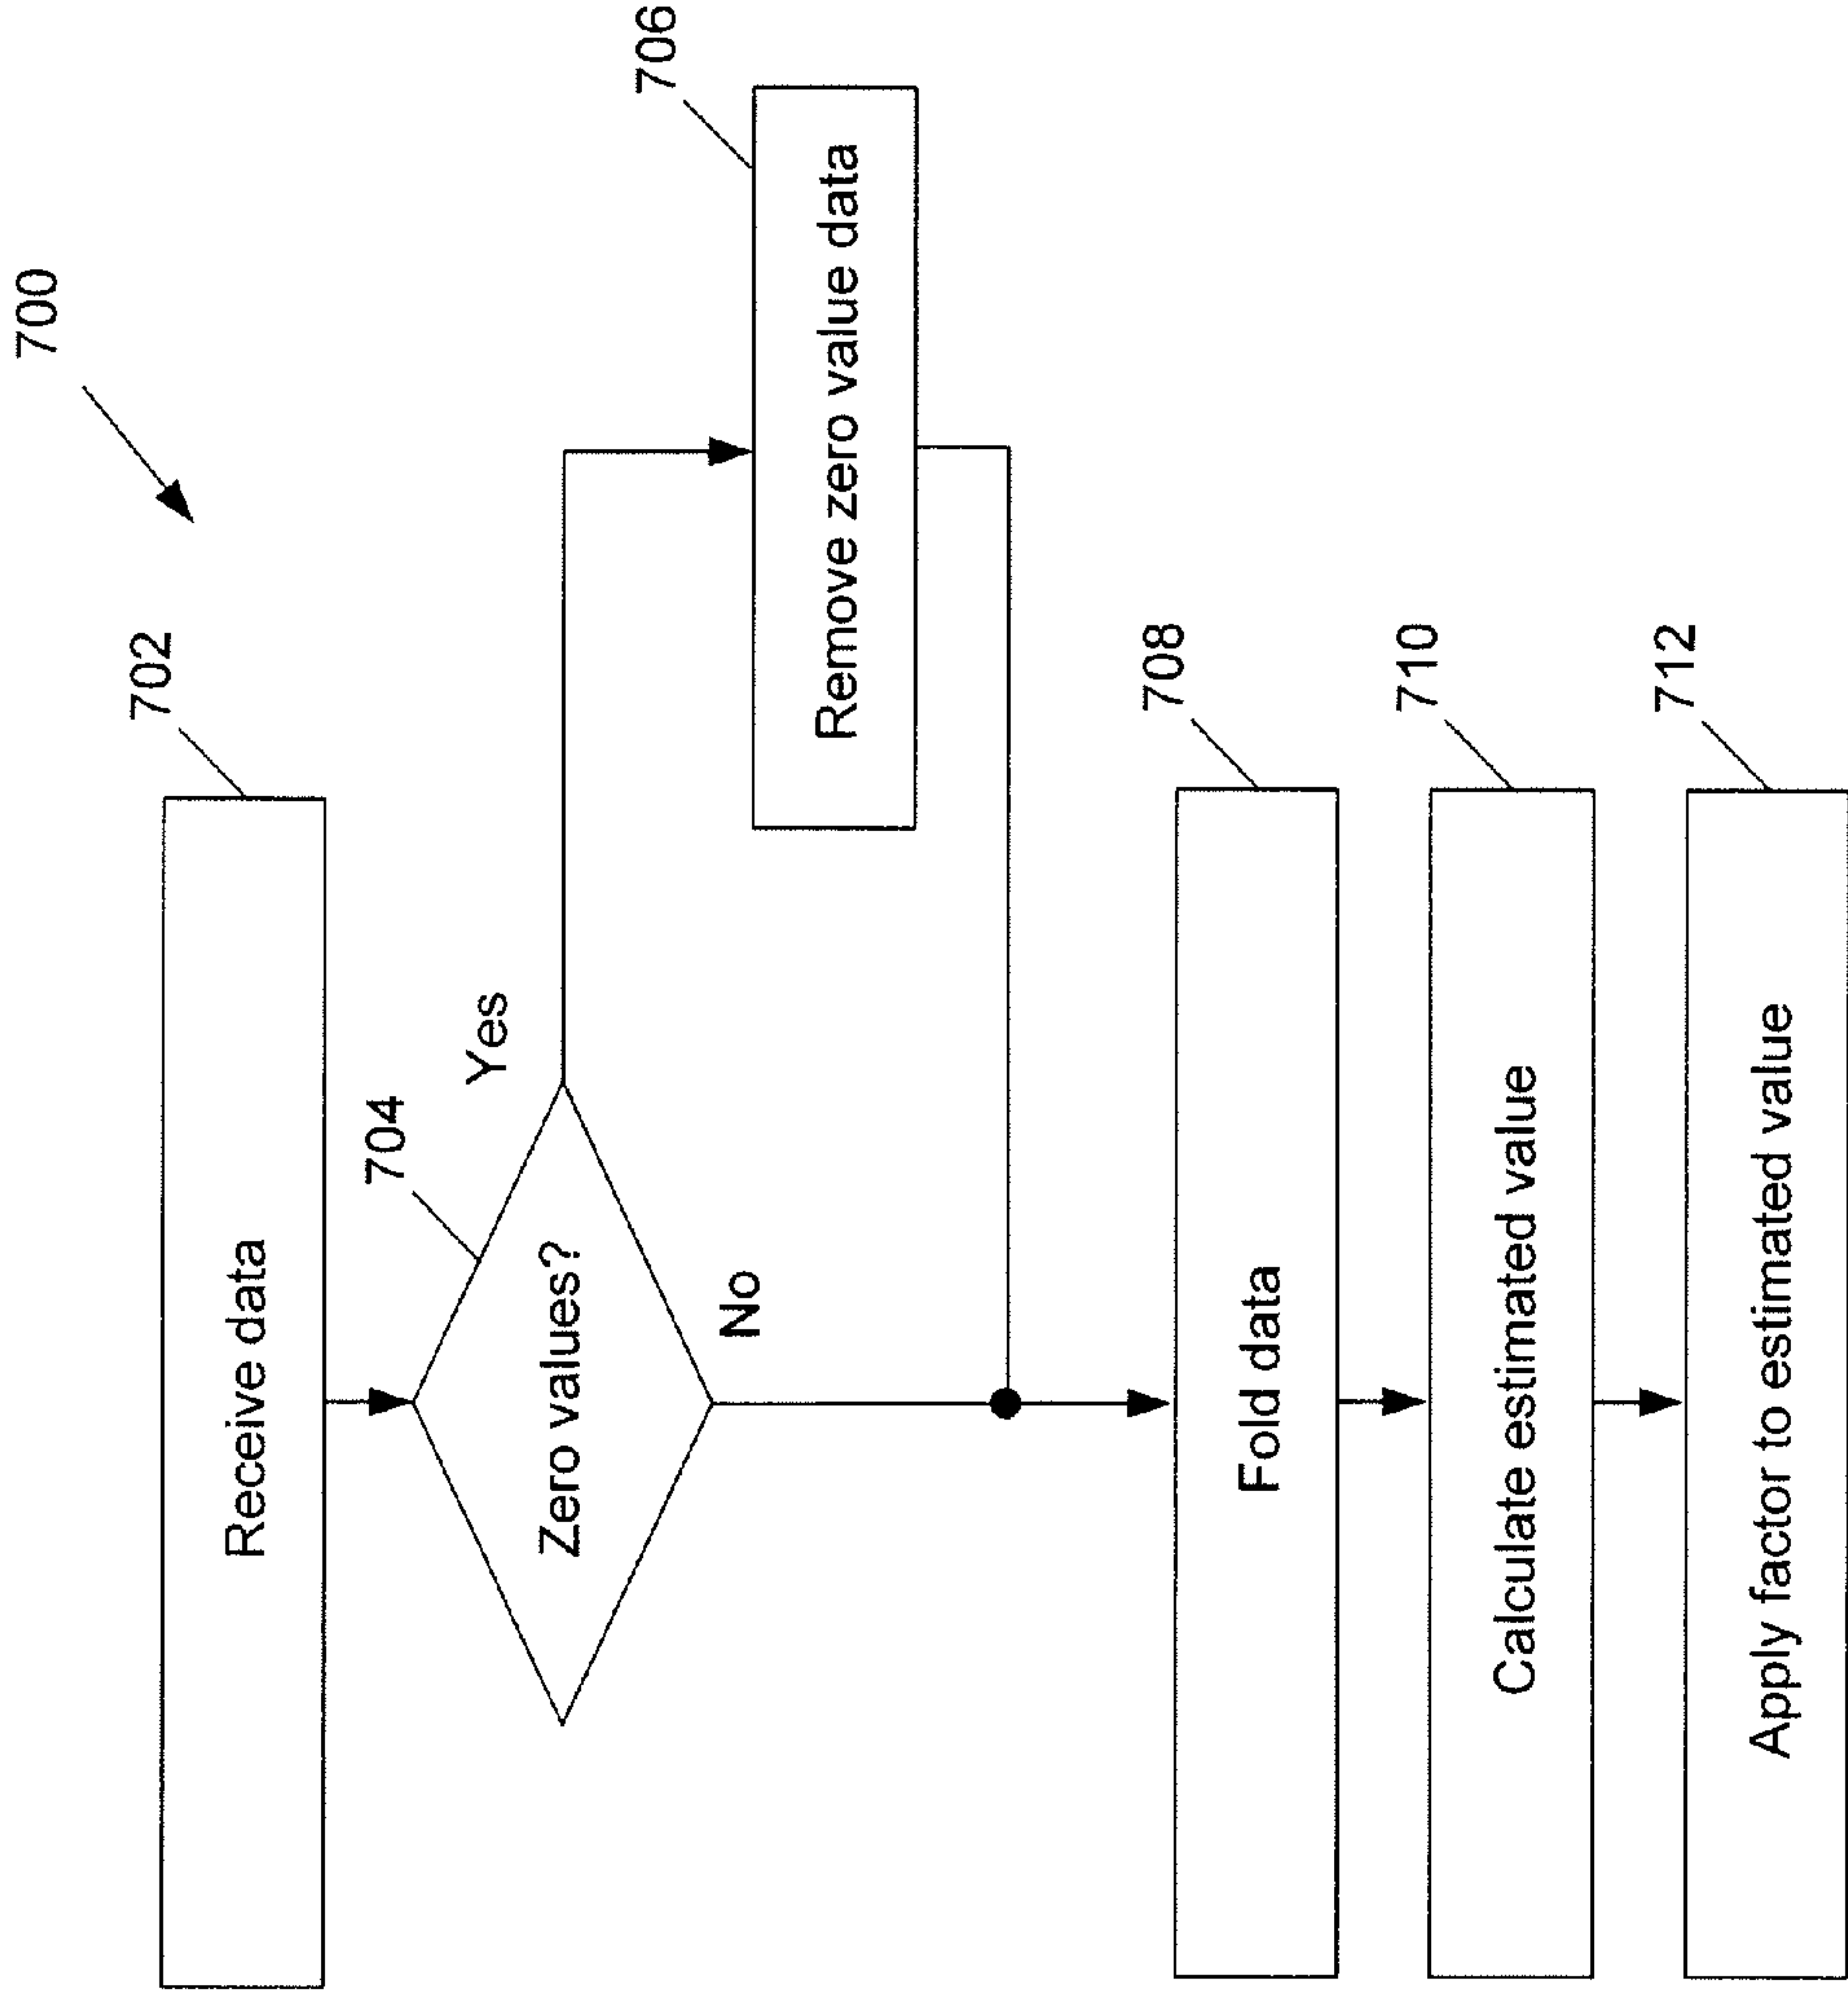 700
702
Receive data
704
Yes
Zero values?
706
Remove zero value data
No
708
Fold data
710
Calculate estimated value
712
Apply factor to estimated value